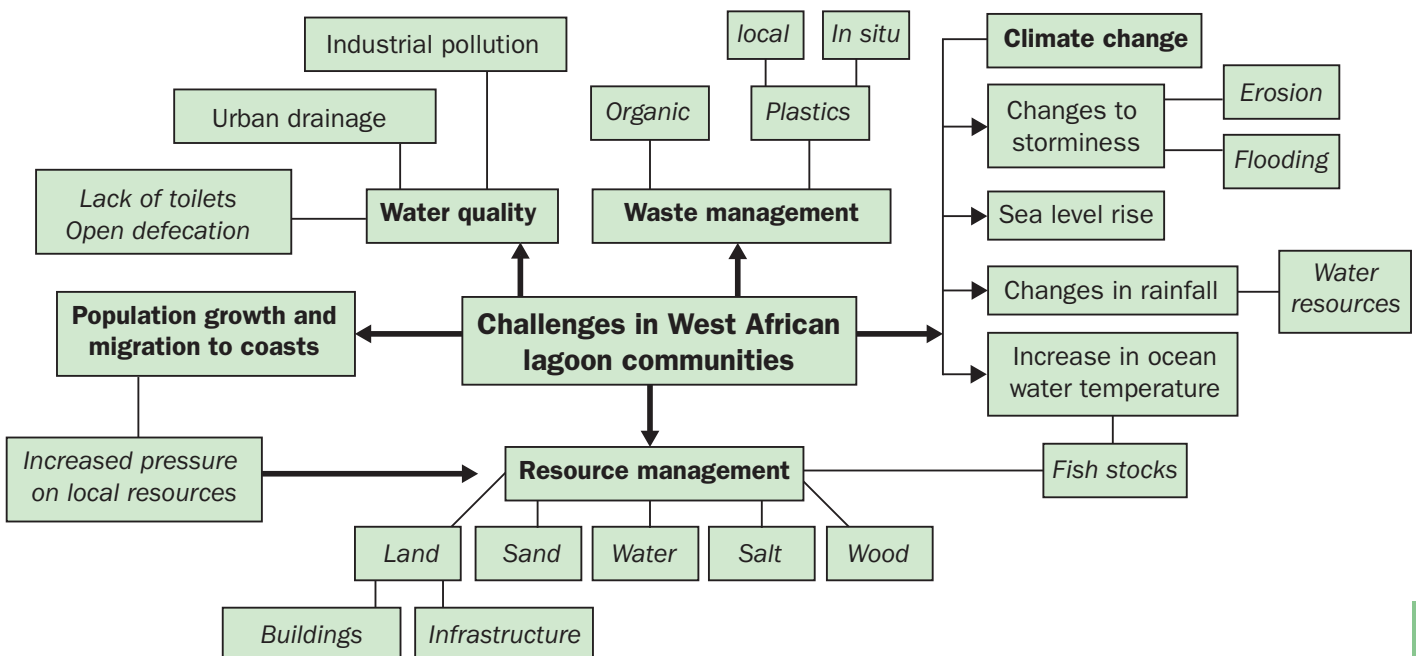 Industrial pollution
local
In situ
Climate change
Urban drainage
Organic
Plastics
Changes to
storminess
Erosion
Flooding
Lack of toilets
Open defecation
Water quality
Waste management
Sea level rise
Population growth and
migration to coasts
Challenges in West African
lagoon communities
Changes in rainfall
Water
resources
Increase in ocean
water temperature
Increased pressure
on local resources
Resource management
Fish stocks
Land
Sand
Water
Salt
Wood
Buildings
Infrastructure